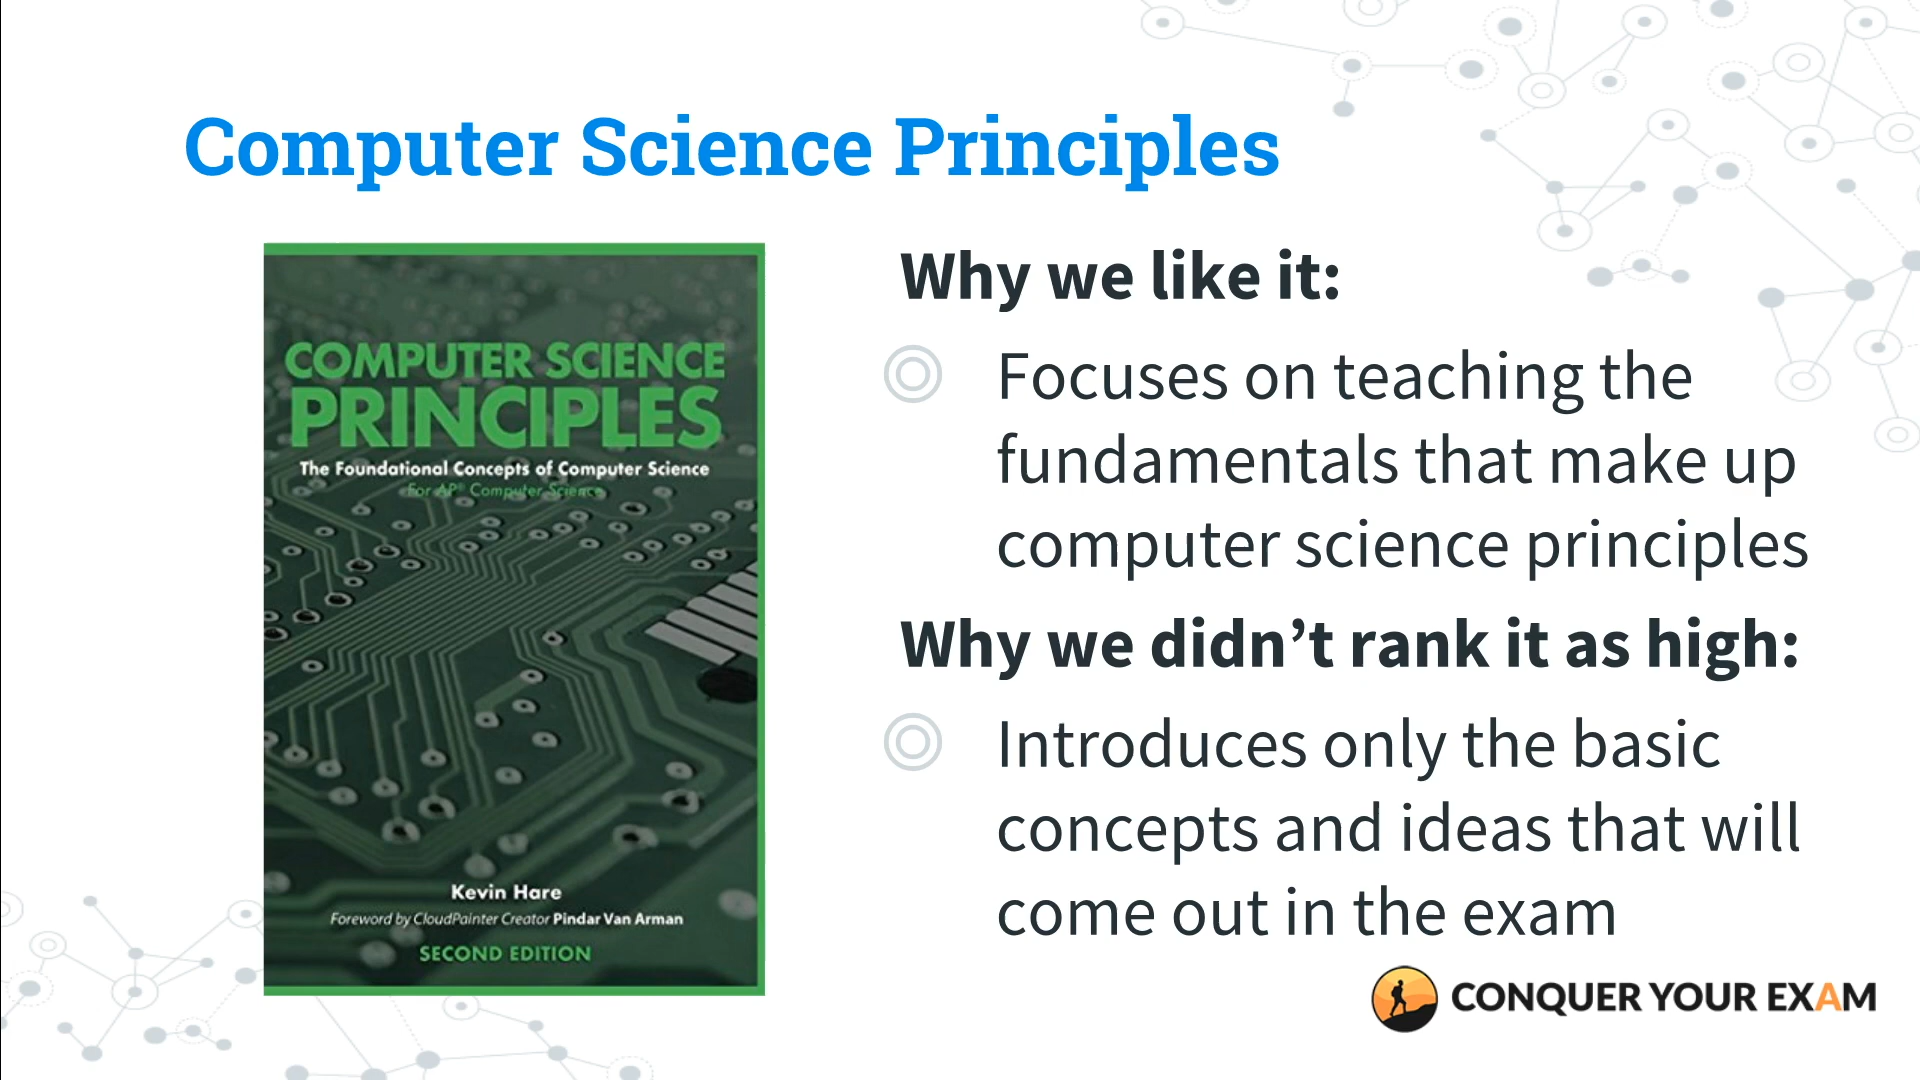 Computer Science Principles
COMPUTER SCIENCE
PRINCIPLES
The Foundational Concepts of Computer Science
For AP® Computer Science
Kevin Hare
Foreword by CloudPainter Creator Pindar Van Arman
SECOND EDITION
Why we like it:
Focuses on teaching the
fundamentals that make up
computer science principles
Why we didn’t rank it as high:
Introduces only the basic
concepts and ideas that will
come out in the exam
CONQUER YOUR EXAM